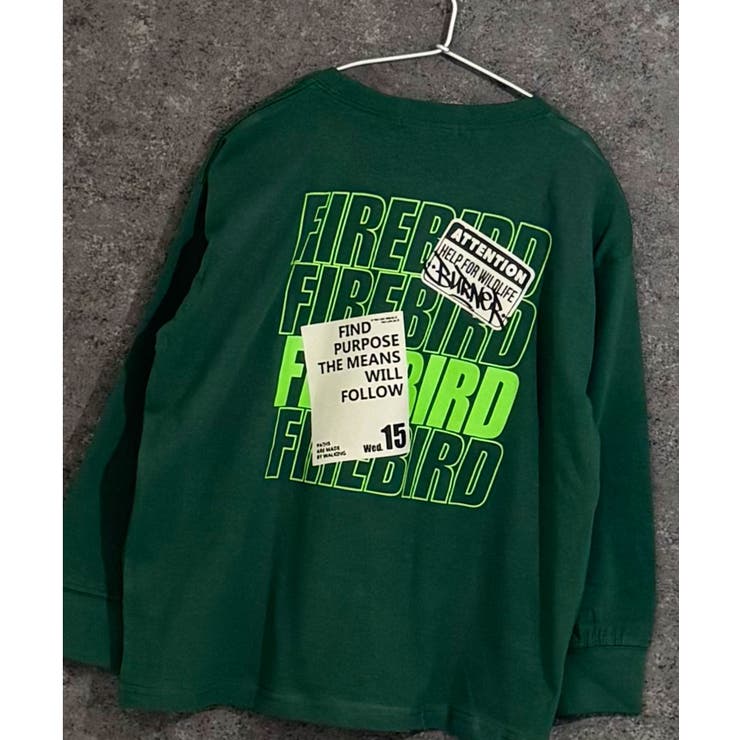 FIREBIRD
ATTENTION
HELP FOR WILDLIFE
BURNER
FIREBIRD
FIND
PURPOSE
THE MEANS
WILL
FOLLOW
FIREBIRD
Wed. 15
PATHS
ARE MADE
BY WALKING
FIREBIRD